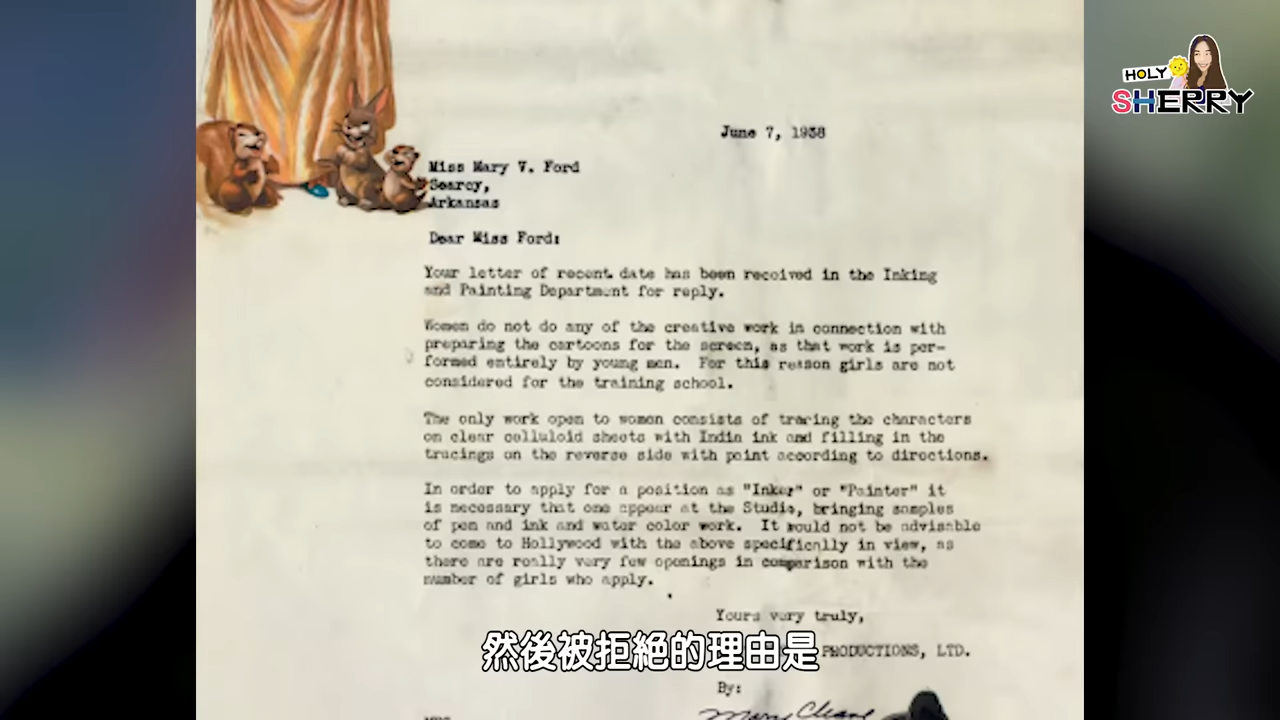 HOLY
SHERRY
June 7, 1938
Miss Mary V. Ford
Searcy,
Arkansas
Dear Miss Ford:
Your letter of recent date has been received in the Inking
and Painting Department for reply.
Women do not do any of the creative work in connection with
preparing the cartoons for the screen, as that work is per-
formed entirely by young men. For this reason girls are not
considered for the training school.
The only work open to women consists of tracing the characters
on clear celluloid sheets with India ink and filling in the
tracings on the reverse side with paint according to directions.
In order to apply for a position as "Inker" or "Painter" it
is necessary that one appear at the Studio, bringing samples
of pen and ink and water color work. It would not be advisable
to come to Hollywood with the above specifically in view, as
there are really very few openings in comparison with the
number of girls who apply.
Yours very truly,
然後被拒絕的理由是
PRODUCTIONS, LTD.
By: